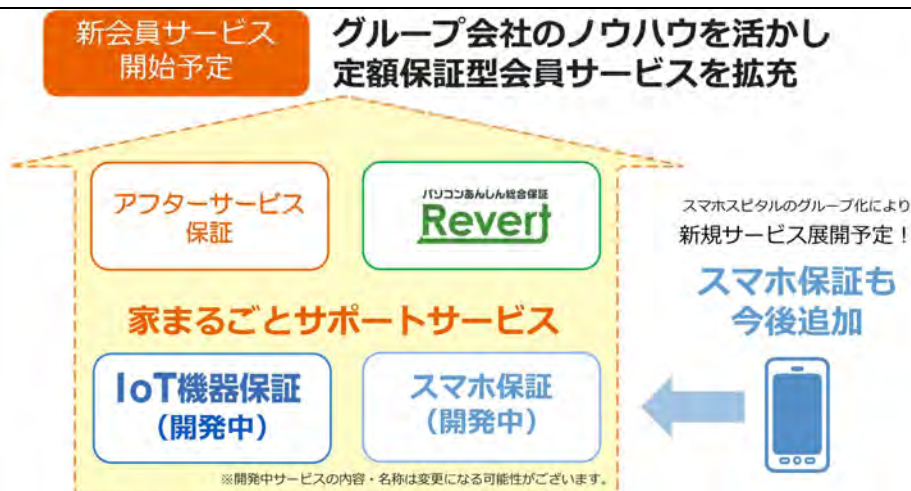 新会員サービス
開始予定
グループ会社のノウハウを活かし
定額保証型会員サービスを拡充
アフターサービス
保証
パソコンあんしん総合保証
Revert
スマホスピタルのグループ化により
新規サービス展開予定！
スマホ保証も
今後追加
家まるごとサポートサービス
IoT機器保証
（開発中）
スマホ保証
（開発中）
※開発中サービスの内容・名称は変更になる可能性がございます。